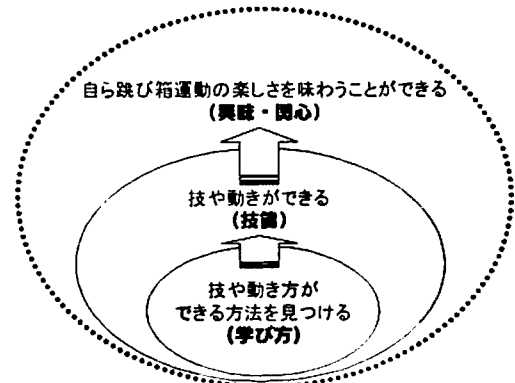 自ら跳び箱運動の楽しさを味わうことができる
(興味・関心)
技や動きができる
(技能)
技や動き方が
できる方法を見つける
(学び方)